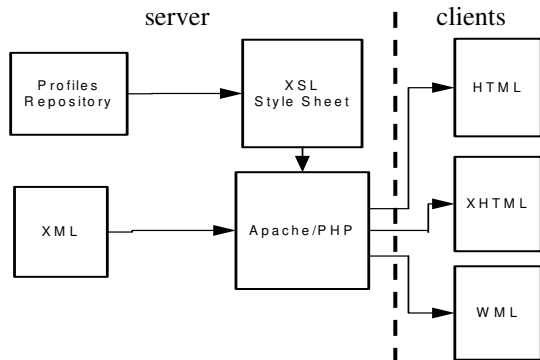 server
clients
Profiles
Repository
XSL
Style Sheet
HTML
XML
Apache/PHP
XHTML
WML